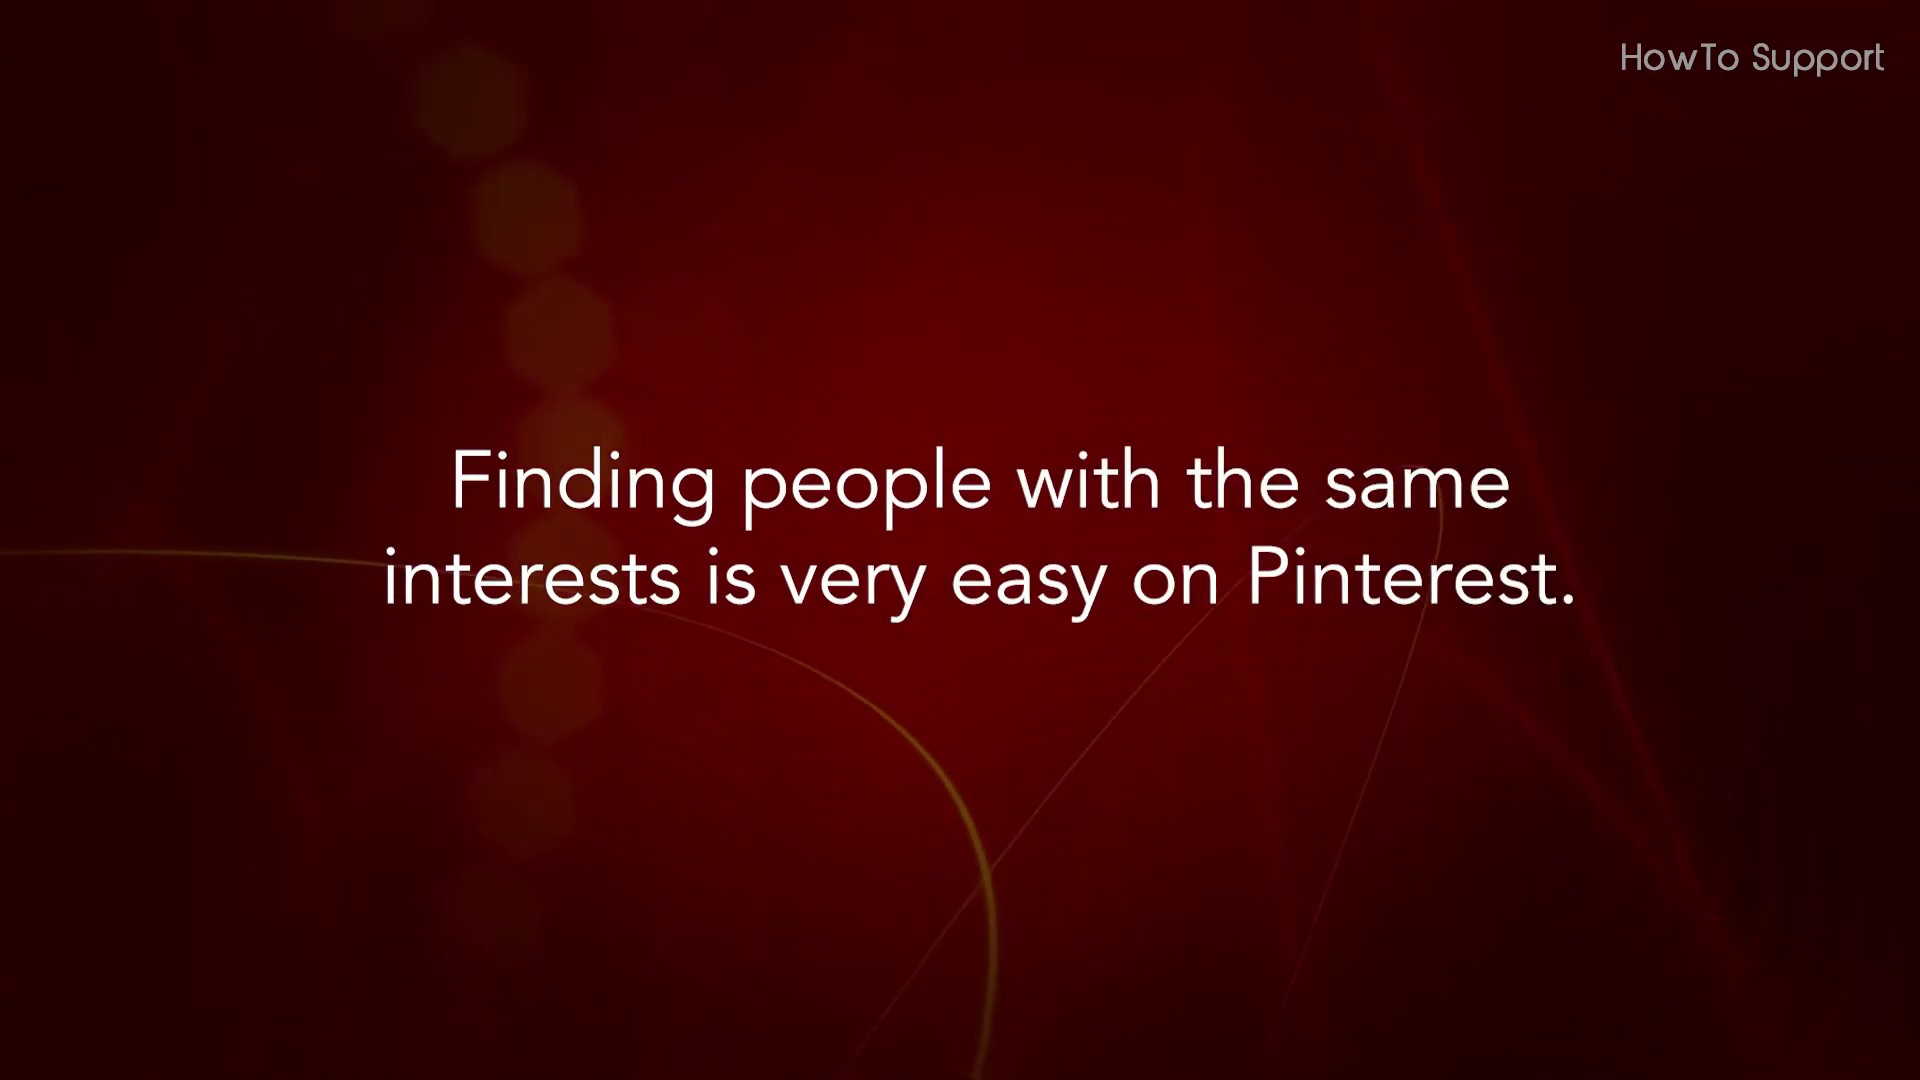 HowTo Support
Finding people with the same
interests is very easy on Pinterest.